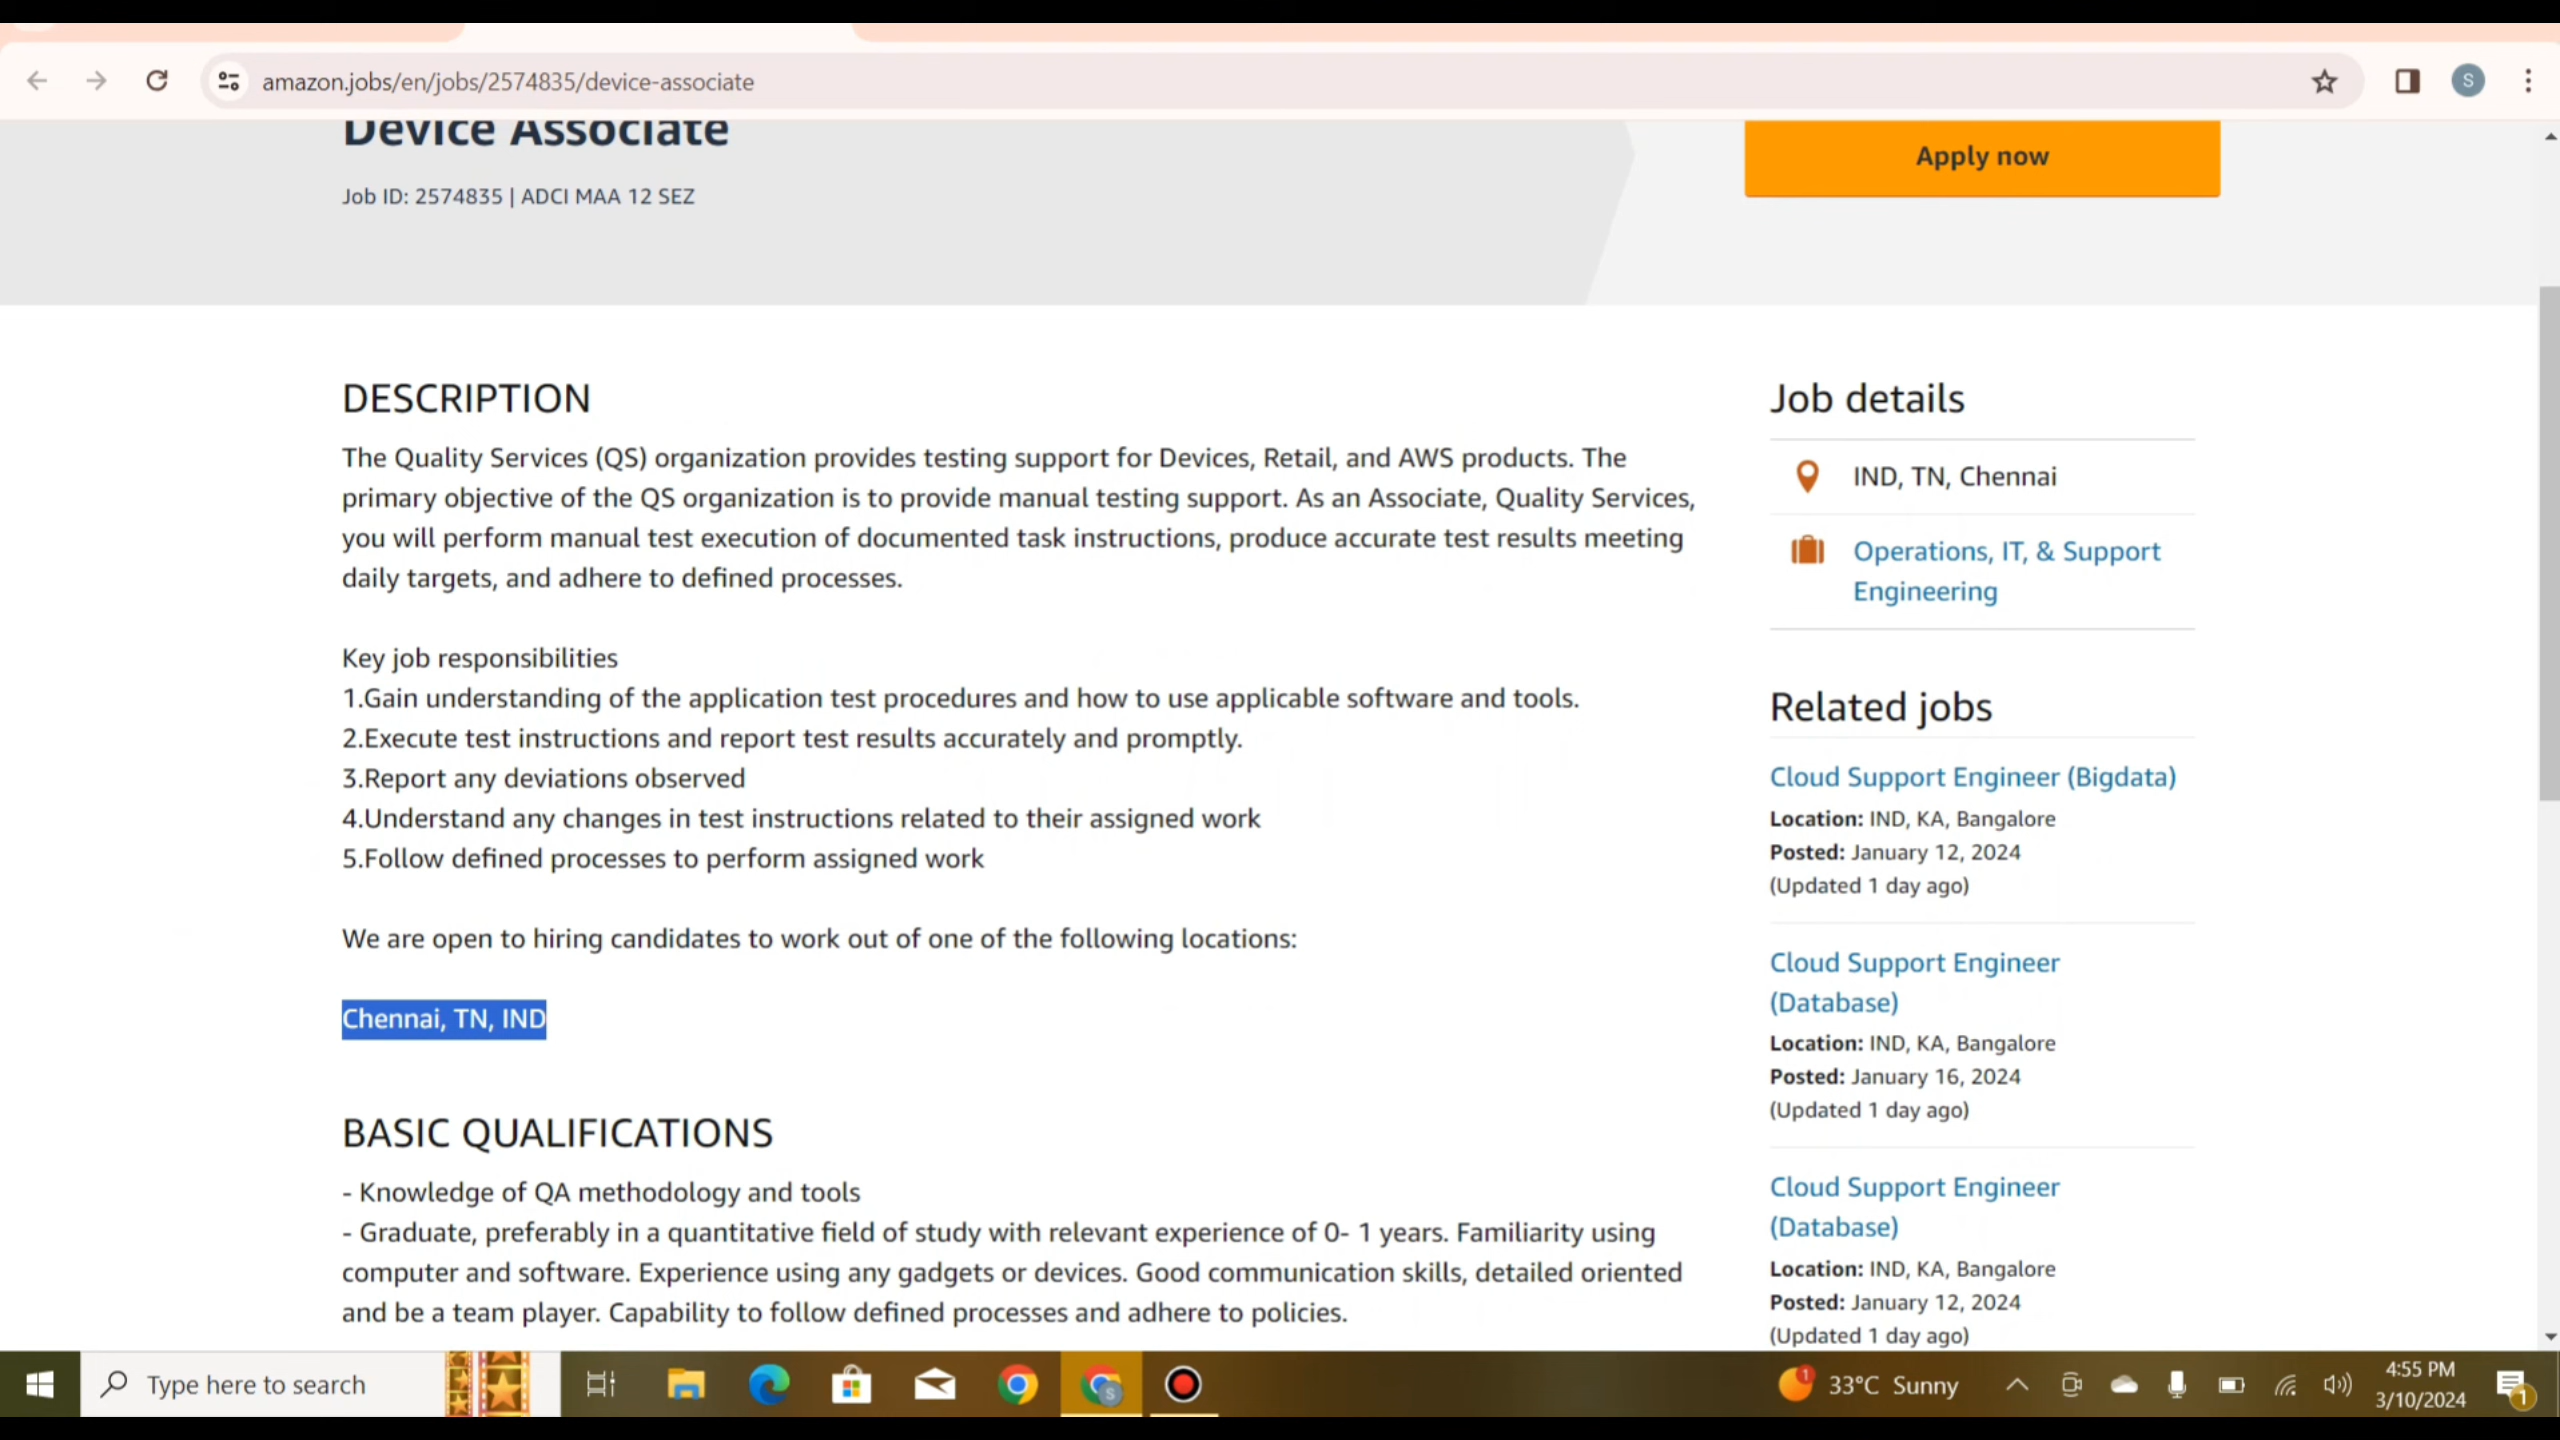 amazon.jobs/en/jobs/2574835/device-associate
S
Device Associate
Apply now
Job ID: 2574835 | ADCI MAA 12 SEZ
DESCRIPTION
The Quality Services (QS) organization provides testing support for Devices, Retail, and AWS products. The
primary objective of the QS organization is to provide manual testing support. As an Associate, Quality Services,
you will perform manual test execution of documented task instructions, produce accurate test results meeting
daily targets, and adhere to defined processes.
Key job responsibilities
1.Gain understanding of the application test procedures and how to use applicable software and tools.
2.Execute test instructions and report test results accurately and promptly.
3.Report any deviations observed
4.Understand any changes in test instructions related to their assigned work
5.Follow defined processes to perform assigned work
We are open to hiring candidates to work out of one of the following locations:
Chennai, TN, IND
BASIC QUALIFICATIONS
- Knowledge of QA methodology and tools
- Graduate, preferably in a quantitative field of study with relevant experience of 0- 1 years. Familiarity using
computer and software. Experience using any gadgets or devices. Good communication skills, detailed oriented
and be a team player. Capability to follow defined processes and adhere to policies.
Job details
IND, TN, Chennai
Operations, IT, & Support
Engineering
Related jobs
Cloud Support Engineer (Bigdata)
Location: IND, KA, Bangalore
Posted: January 12, 2024
(Updated 1 day ago)
Cloud Support Engineer
(Database)
Location: IND, KA, Bangalore
Posted: January 16, 2024
(Updated 1 day ago)
Cloud Support Engineer
(Database)
Location: IND, KA, Bangalore
Posted: January 12, 2024
(Updated 1 day ago)
Type here to search
S
1
33°C Sunny
4:55 PM
3/10/2024
1